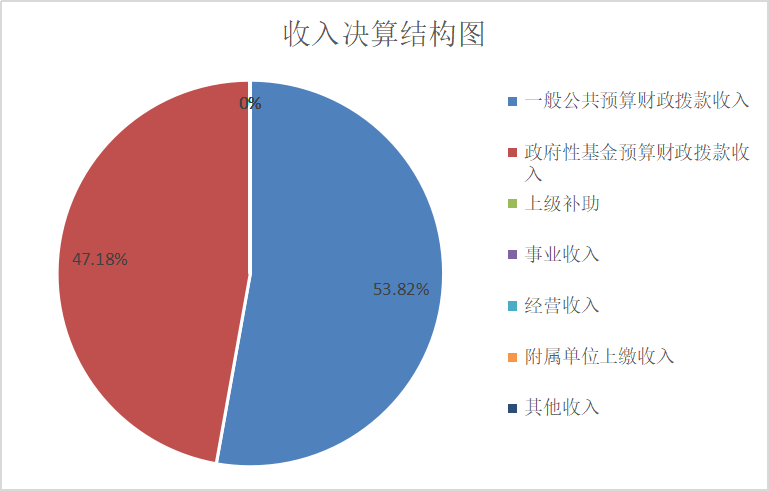 收入决算结构图
0%
47.18%
53.82%
一般公共预算财政拨款收入
政府性基金预算财政拨款收
入
上级补助
事业收入
经营收入
附属单位上缴收入
其他收入